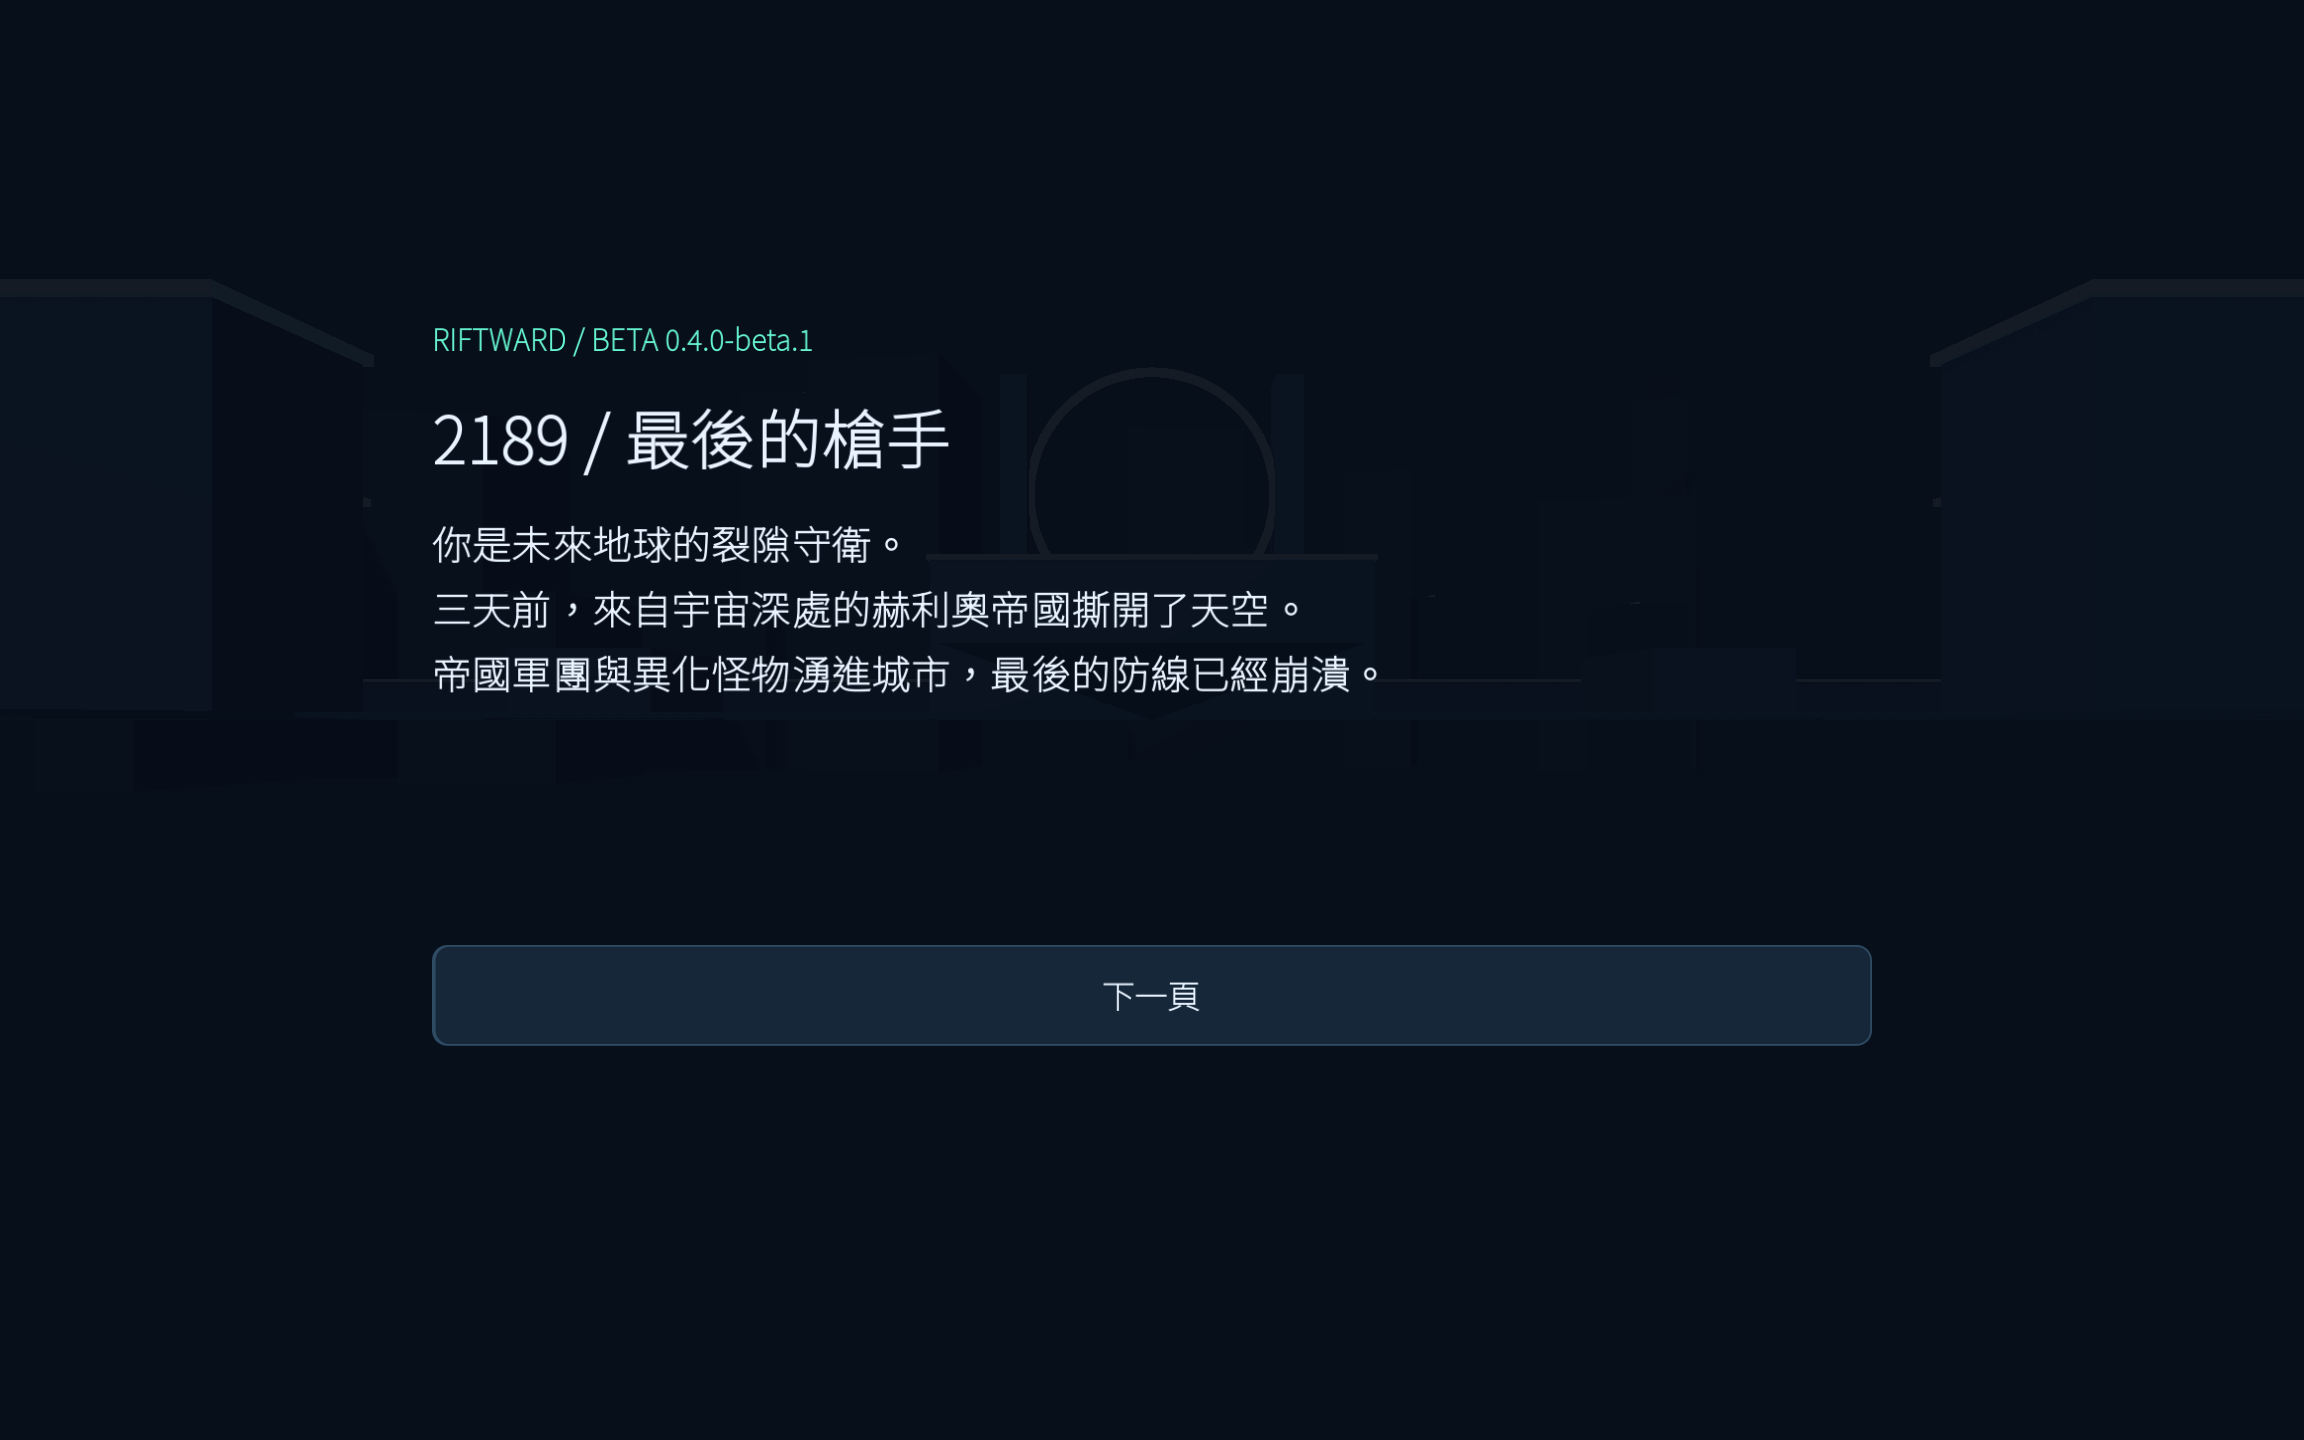 RIFTWARD / BETA 0.4.0-beta.1
2189 / 最後的槍手
你是未來地球的裂隙守衛。
三天前，來自宇宙深處的赫利奧帝國撕開了天空。
帝國軍團與異化怪物湧進城市，最後的防線已經崩潰。
下一頁